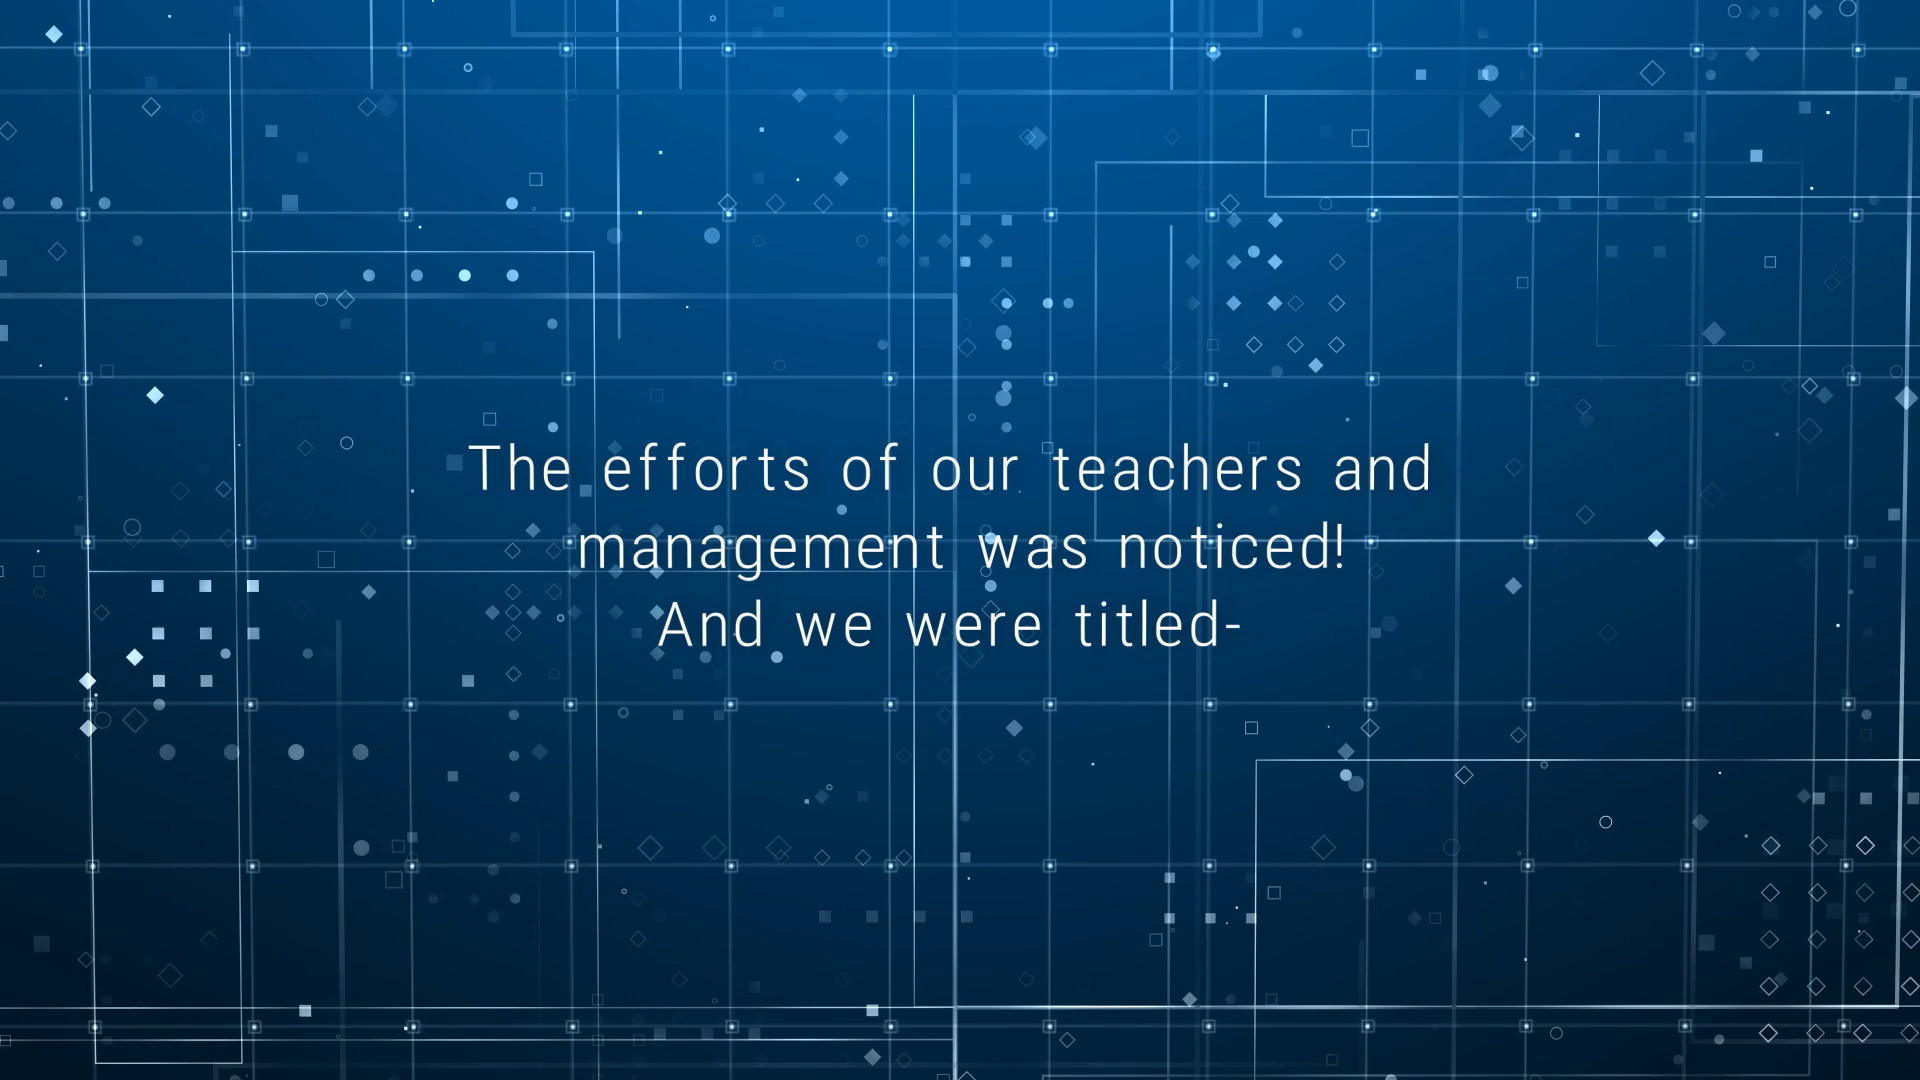 The efforts of our teachers and
management was noticed!
And we were titled-